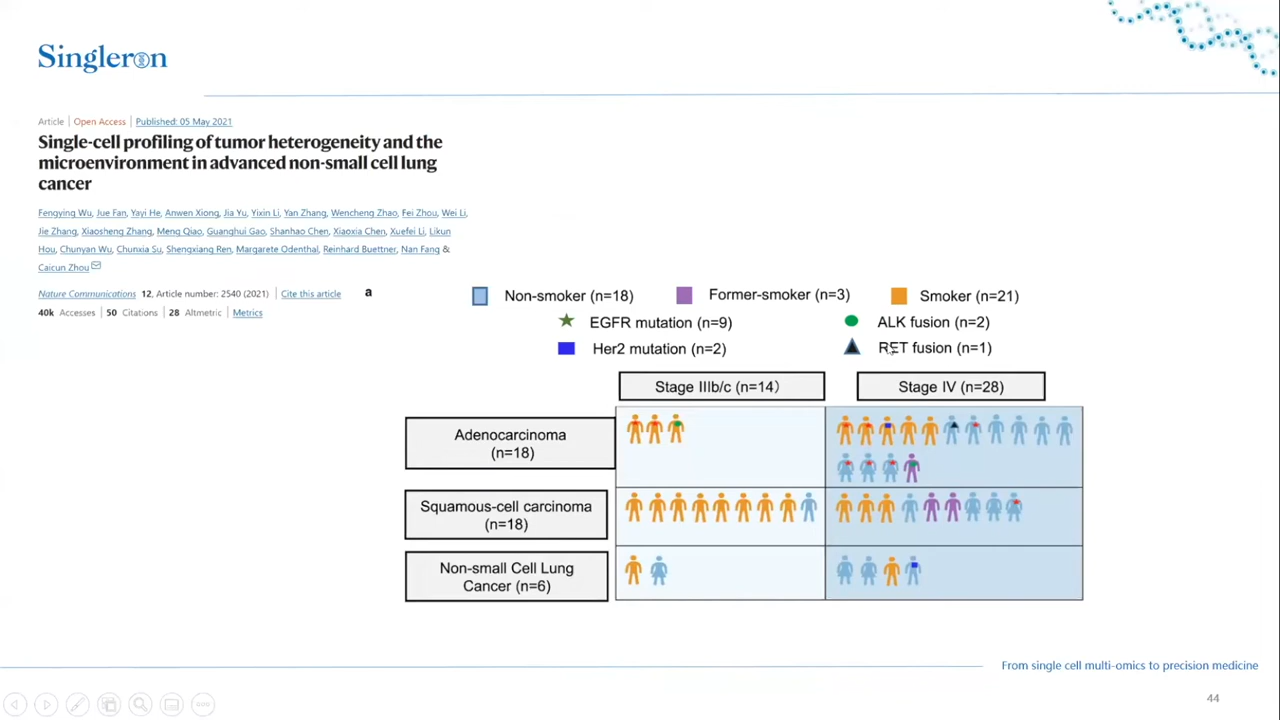 Singleron
Article | Open Access | Published: 05 May 2021
Single-cell profiling of tumor heterogeneity and the
microenvironment in advanced non-small cell lung
cancer
Fengying Wu, Jue Fan, Yayi He, Anwen Xiong, Jia Yu, Yixin Li, Yan Zhang, Wencheng Zhao, Fei Zhou, Wei Li,
Jie Zhang, Xiaosheng Zhang, Meng Qiao, Guanghui Gao, Shanhao Chen, Xiaoxia Chen, Xuefei Li, Likun
Hou, Chunyan Wu, Chunxia Su, Shengxiang Ren, Margarete Odenthal, Reinhard Buettner, Nan Fang &
Caicun Zhou
Nature Communications 12, Article number: 2540 (2021) | Cite this article
40k Accesses | 50 Citations | 28 Altmetric | Metrics
a
Non-smoker (n=18) Former-smoker (n=3) Smoker (n=21)
EGFR mutation (n=9) ALK fusion (n=2)
Her2 mutation (n=2) RET fusion (n=1)
Stage IIIb/c (n=14) Stage IV (n=28)
Adenocarcinoma
(n=18)
Squamous-cell carcinoma
(n=18)
Non-small Cell Lung
Cancer (n=6)
From single cell multi-omics to precision medicine
44